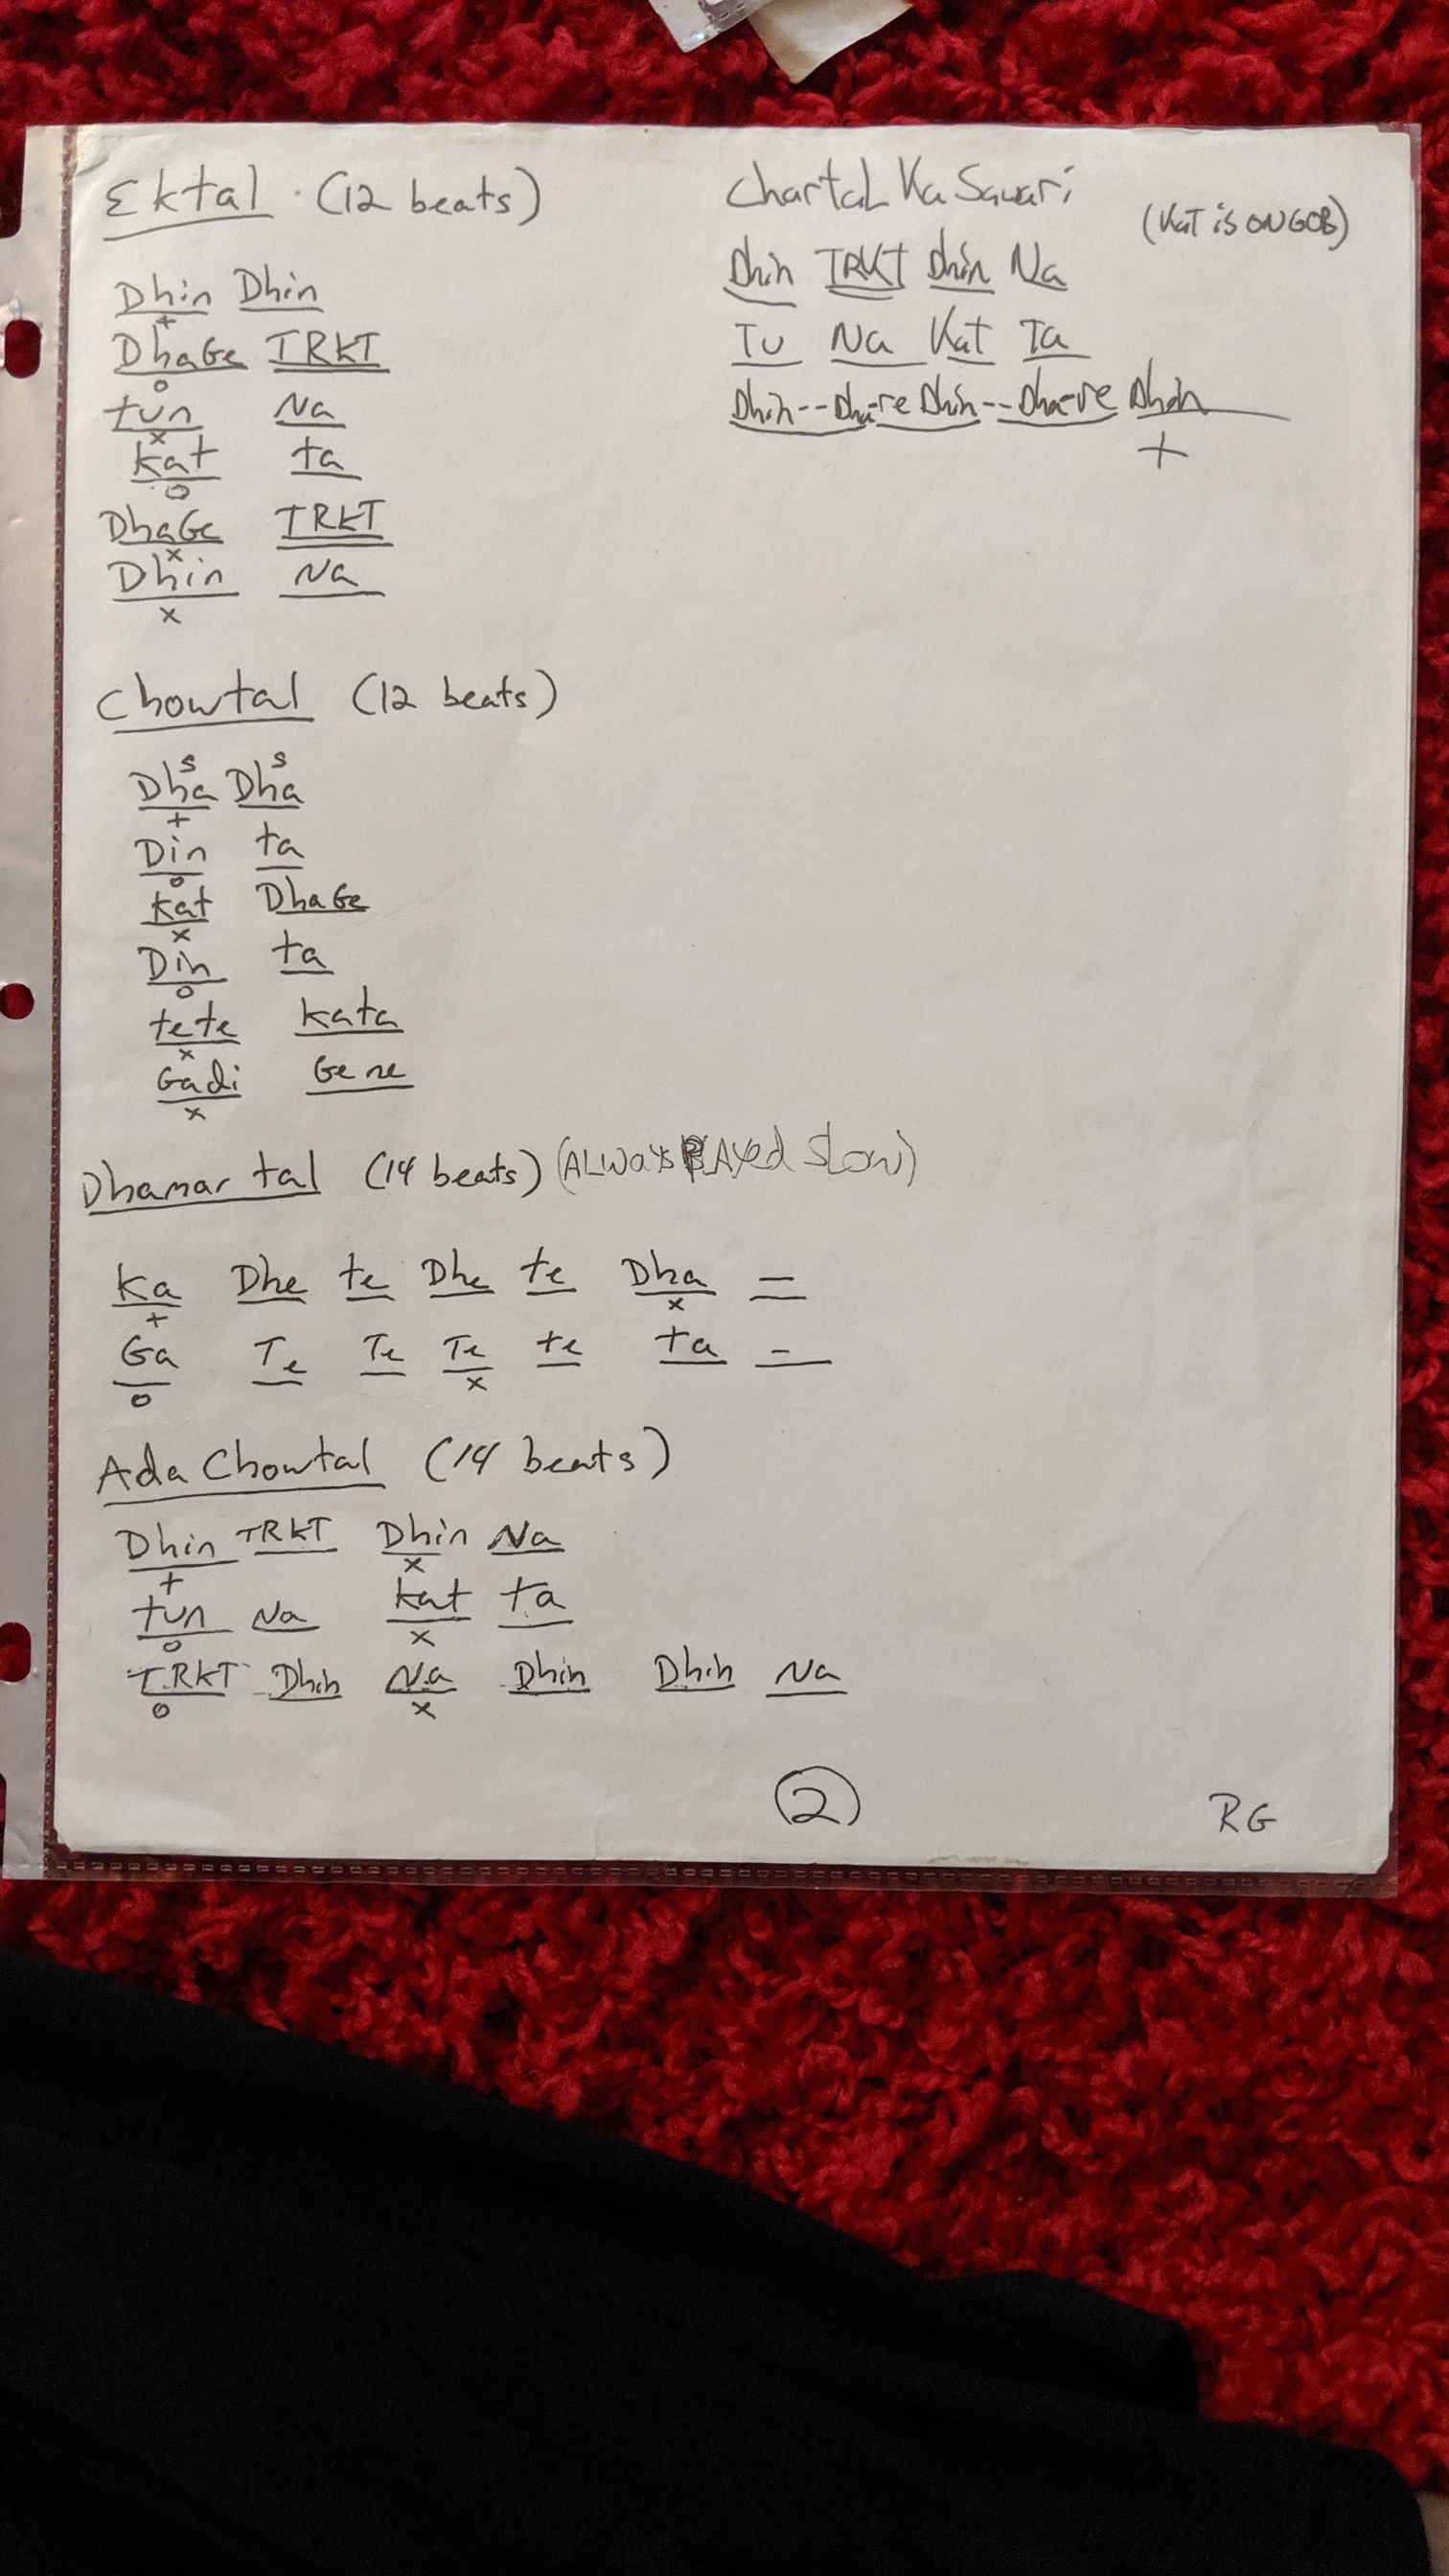 Ektal (12 beats)
Dhin Dhin
+
DhaGe TRKT
o
tun Na
x
kat ta
o
DhaGe TRKT
x
Dhin Na
x
Chowtal (12 beats)
s s
Dha Dha
+
Din ta
o
kat DhaGe
x
Din ta
o
tete kata
x
Gadi Gene
x
Dhamar tal (14 beats) (ALWAYS PLAYED SLOW)
Ka Dhe te Dhe te Dha –
+ x
Ga Te Te Te te ta -
o x
Ada Chowtal (14 beats)
Dhin TRKT Dhin Na
+ x
tun Na kat ta
o x
TRKT Dhin Na Dhin Dhin Na
o x
Chartal Ka Sawari
(Kat is ON GOB)
Dhin TRKT Dhin Na
Tu Na Kat Ta
Dhin--Dha-re Dhin--Dha-re Dhin
+
2
RG